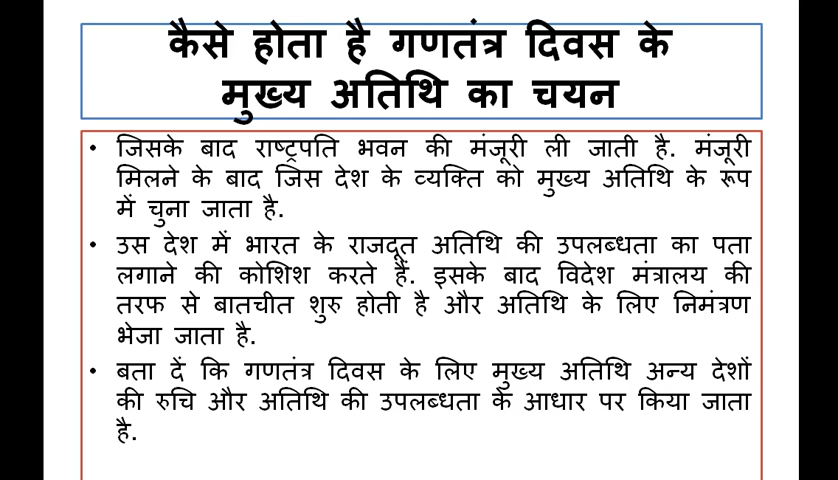 कैसे होता है गणतंत्र दिवस के
मुख्य अतिथि का चयन
• जिसके बाद राष्ट्रपति भवन की मंजूरी ली जाती है. मंजूरी
मिलने के बाद जिस देश के व्यक्ति को मुख्य अतिथि के रूप
में चुना जाता है.
• उस देश में भारत के राजदूत अतिथि की उपलब्धता का पता
लगाने की कोशिश करते हैं. इसके बाद विदेश मंत्रालय की
तरफ से बातचीत शुरु होती है और अतिथि के लिए निमंत्रण
भेजा जाता है.
• बता दें कि गणतंत्र दिवस के लिए मुख्य अतिथि अन्य देशों
की रुचि और अतिथि की उपलब्धता के आधार पर किया जाता
है.